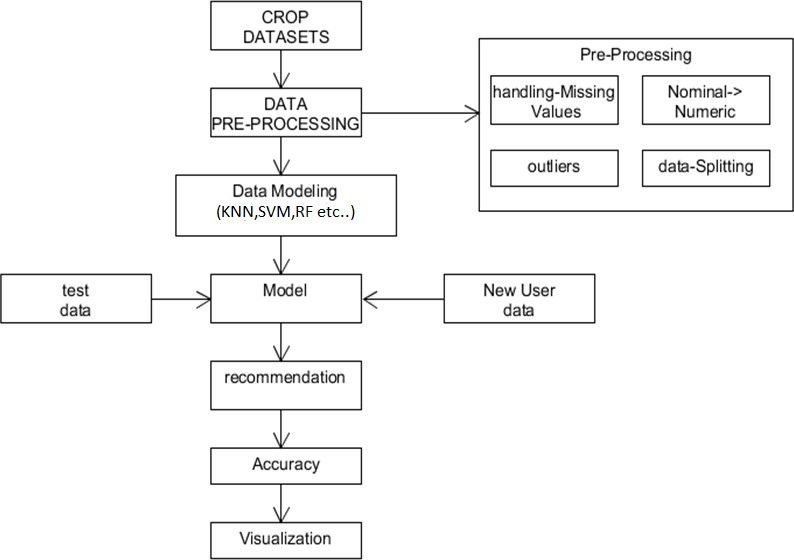 CROP
DATASETS
DATA
PRE-PROCESSING
Pre-Processing
handling-Missing
Values
Nominal->
Numeric
outliers
data-Splitting
Data Modeling
(KNN,SVM,RF etc..)
test
data
Model
New User
data
recommendation
Accuracy
Visualization